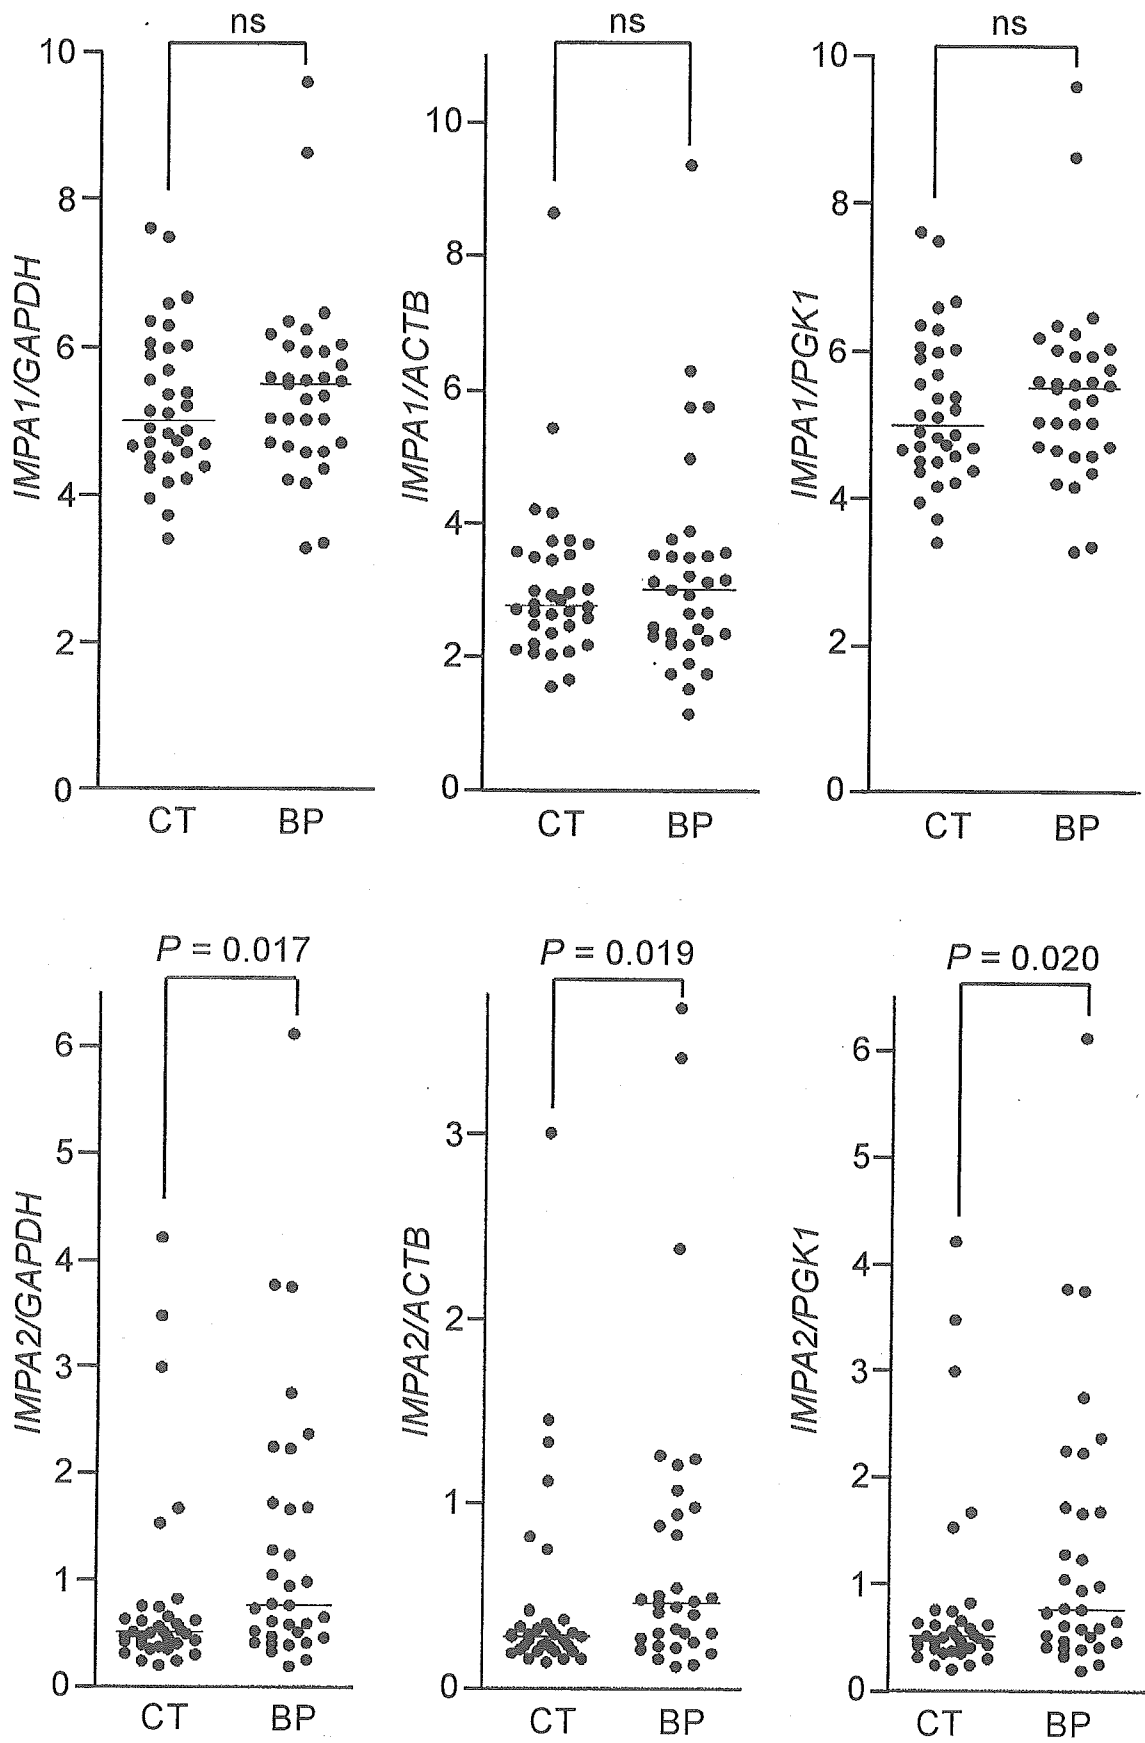 ns
10
8
6
4
2
0
IMPA1/GAPDH
CT
BP
ns
10
8
6
4
2
0
IMPA1/ACTB
CT
BP
ns
10
8
6
4
2
0
IMPA1/PGK1
CT
BP
P = 0.017
6
5
4
3
2
1
0
IMPA2/GAPDH
CT
BP
P = 0.019
3
2
1
0
IMPA2/ACTB
CT
BP
P = 0.020
6
5
4
3
2
1
0
IMPA2/PGK1
CT
BP